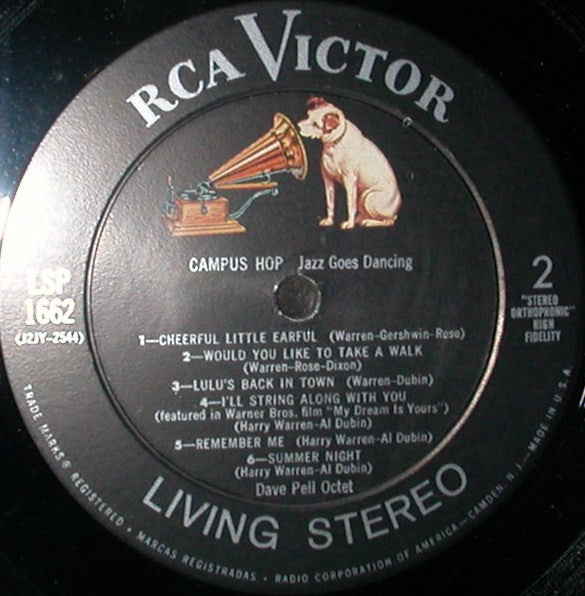 RCA VICTOR
CAMPUS HOP Jazz Goes Dancing
LSP
1662
(J2JY-2544)
2
"STEREO
ORTHOPHONIC"
HIGH
FIDELITY
1—CHEERFUL LITTLE EARFUL (Warren-Gershwin-Rose)
2—WOULD YOU LIKE TO TAKE A WALK
(Warren-Rose-Dixon)
3—LULU'S BACK IN TOWN (Warren-Dubin)
4—I'LL STRING ALONG WITH YOU
(featured in Warner Bros. film "My Dream Is Yours")
(Harry Warren-Al Dubin)
5—REMEMBER ME (Harry Warren-Al Dubin)
6—SUMMER NIGHT
(Harry Warren-Al Dubin)
Dave Pell Octet
LIVING STEREO
TRADE MARKS ® REGISTERED • MARCAS REGISTRADAS • RADIO CORPORATION OF AMERICA—CAMDEN, N. J.—MADE IN U.S.A.